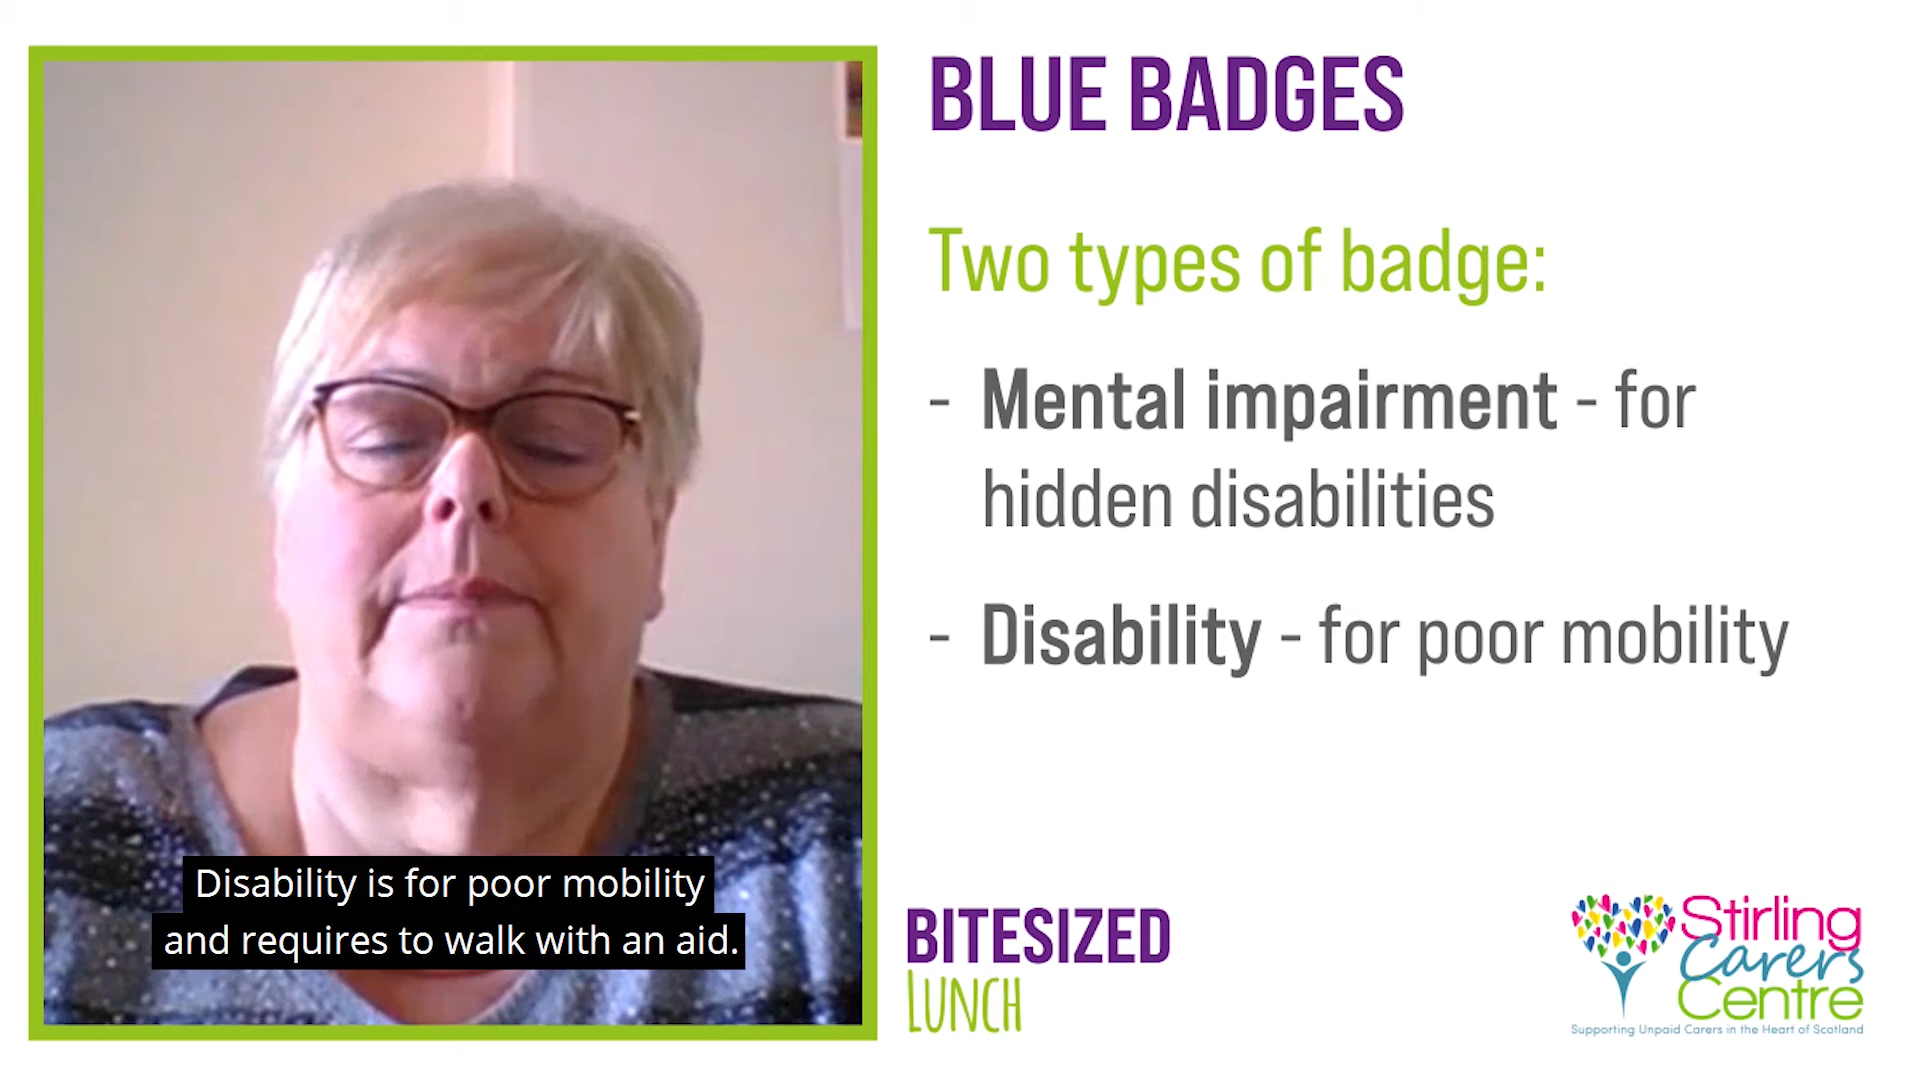 BLUE BADGES
Two types of badge:
- Mental impairment - for
hidden disabilities
- Disability - for poor mobility
Disability is for poor mobility
and requires to walk with an aid.
BITESIZED
LUNCH
Stirling
Carers
Centre
Supporting Unpaid Carers in the Heart of Scotland